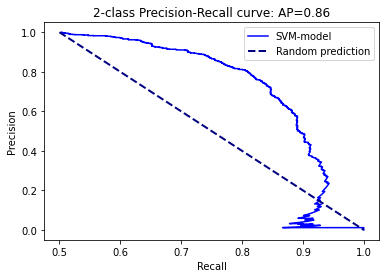 2-class Precision-Recall curve: AP=0.86
SVM-model
Random prediction
Precision
1.0
0.8
0.6
0.4
0.2
0.0
0.5
0.6
0.7
0.8
0.9
1.0
Recall